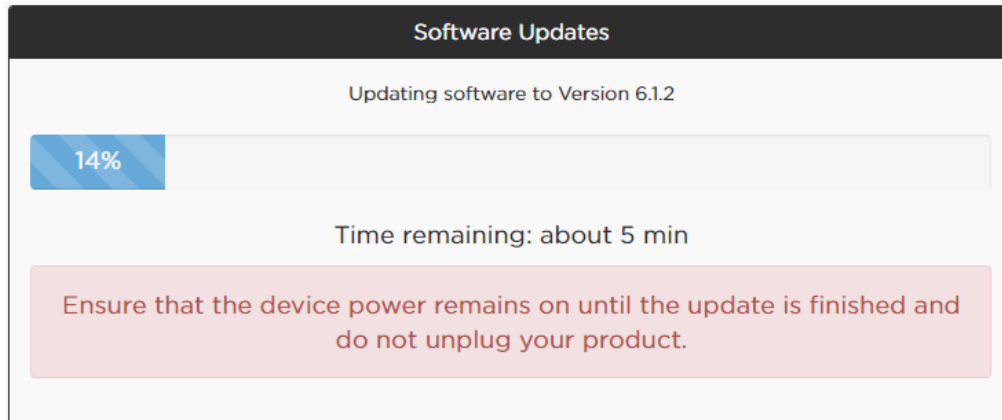 Software Updates
Updating software to Version 6.1.2
14%
Time remaining: about 5 min
Ensure that the device power remains on until the update is finished and
do not unplug your product.